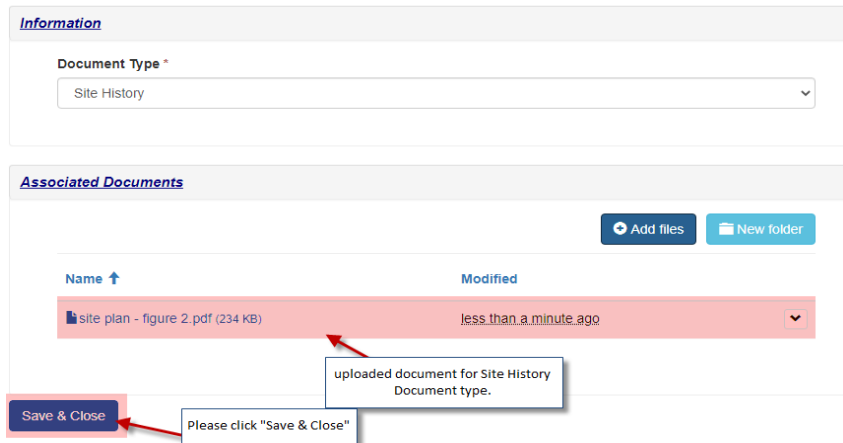 Information
Document Type *
Site History
Associated Documents
Add files
New folder
Name
Modified
site plan - figure 2.pdf (234 KB)
less than a minute ago
uploaded document for Site History
Document type.
Save & Close
Please click "Save & Close"